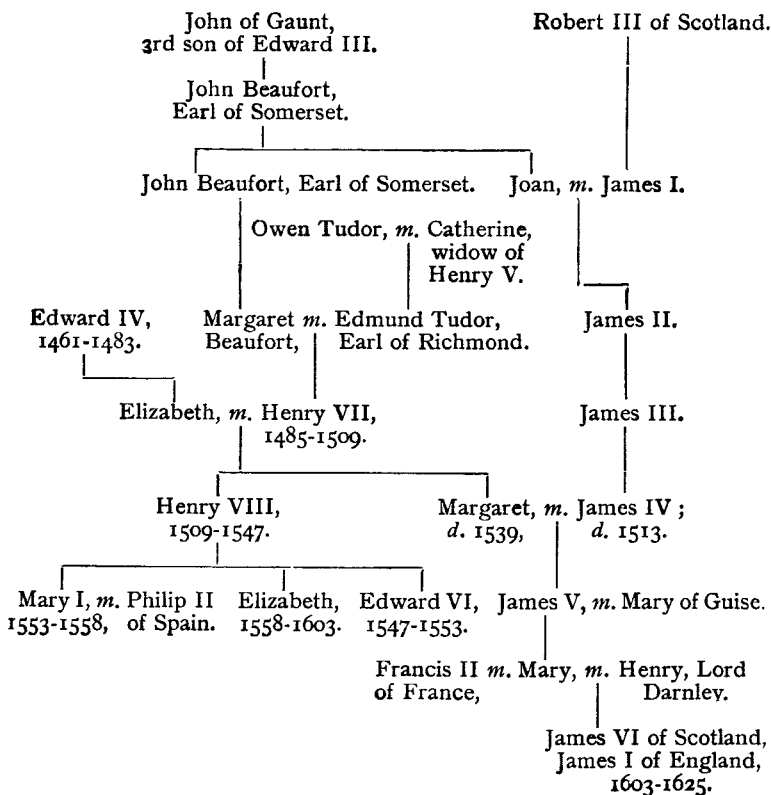 John of Gaunt,
3rd son of Edward III.
Robert III of Scotland.
John Beaufort,
Earl of Somerset.
John Beaufort, Earl of Somerset. Joan, m. James I.
Owen Tudor, m. Catherine,
widow of
Henry V.
Edward IV,
1461-1483.
Margaret m. Edmund Tudor,
Beaufort, Earl of Richmond.
James II.
Elizabeth, m. Henry VII,
1485-1509.
James III.
Henry VIII,
1509-1547.
Margaret, m. James IV ;
d. 1539, d. 1513.
Mary I, m. Philip II
1553-1558, of Spain.
Elizabeth,
1558-1603.
Edward VI,
1547-1553.
James V, m. Mary of Guise.
Francis II m. Mary, m. Henry, Lord
of France, Darnley.
James VI of Scotland,
James I of England,
1603-1625.